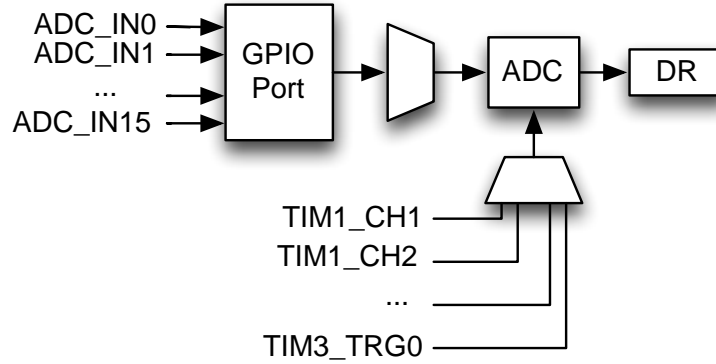 ADC_IN0
ADC_IN1
...
ADC_IN15
GPIO
Port
ADC
DR
TIM1_CH1
TIM1_CH2
...
TIM3_TRG0